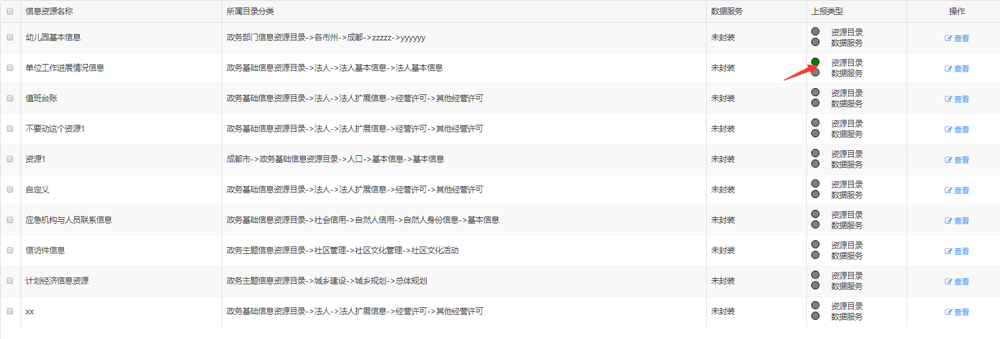 信息资源名称 所属目录分类 数据服务 上报类型 操作
幼儿园基本信息 政务部门信息资源目录->各市州->成都->zzzzz->yyyyyy 未封装 资源目录 查看
数据服务
单位工作进展情况信息 政务基础信息资源目录->法人->法人基本信息->法人基本信息 未封装 资源目录 查看
数据服务
值班台账 政务基础信息资源目录->法人->法人扩展信息->经营许可->其他经营许可 未封装 资源目录 查看
数据服务
不要动这个资源1 政务基础信息资源目录->法人->法人扩展信息->经营许可->其他经营许可 未封装 资源目录 查看
数据服务
资源1 成都市->政务基础信息资源目录->人口->基本信息->基本信息 未封装 资源目录 查看
数据服务
自定义 政务基础信息资源目录->法人->法人扩展信息->经营许可->其他经营许可 未封装 资源目录 查看
数据服务
应急机构与人员联系信息 政务基础信息资源目录->社会信用->自然人信用->自然人身份信息->基本信息 未封装 资源目录 查看
数据服务
信访件信息 政务主题信息资源目录->社区管理->社区文化管理->社区文化活动 未封装 资源目录 查看
数据服务
计划经济信息资源 政务主题信息资源目录->城乡建设->城乡规划->总体规划 未封装 资源目录 查看
数据服务
xx 政务基础信息资源目录->法人->法人扩展信息->经营许可->其他经营许可 未封装 资源目录 查看
数据服务